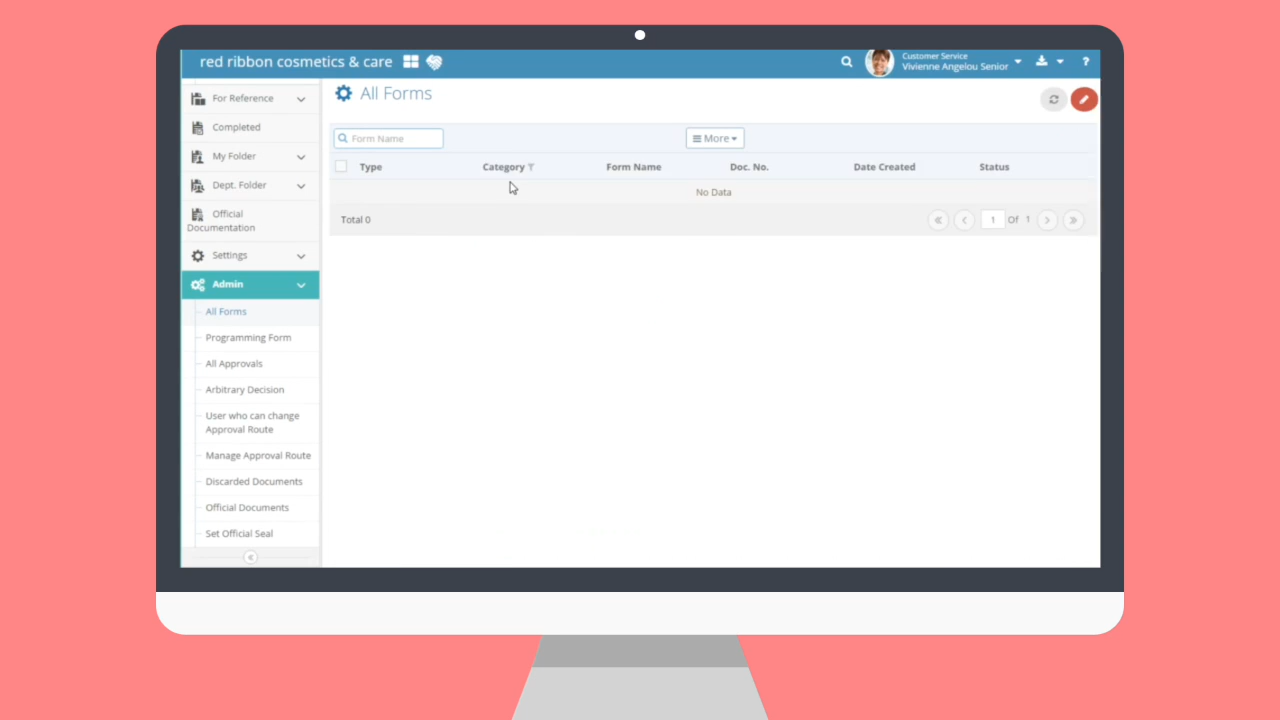 red ribbon cosmetics & care
Customer Service
Vivienne Angelou Senior
?
For Reference
Completed
My Folder
Dept. Folder
Official
Documentation
Settings
Admin
All Forms
Programming Form
All Approvals
Arbitrary Decision
User who can change
Approval Route
Manage Approval Route
Discarded Documents
Official Documents
Set Official Seal
All Forms
Form Name
More
Type Category Form Name Doc. No. Date Created Status
No Data
Total 0
1 Of 1